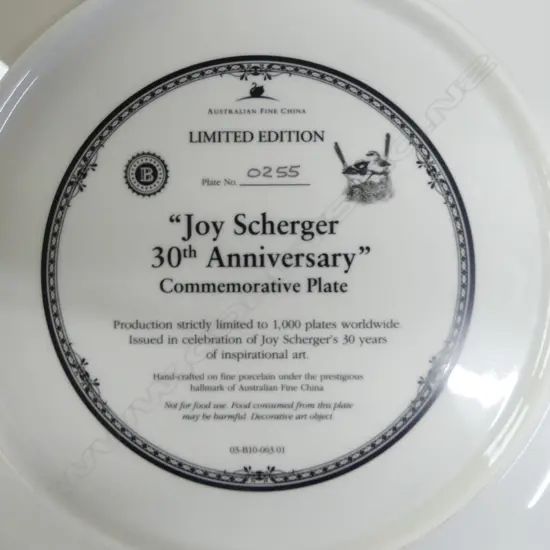 AUSTRALIAN FINE CHINA
LIMITED EDITION
B
Plate No. 0255
"Joy Scherger
30th Anniversary"
Commemorative Plate
Production strictly limited to 1,000 plates worldwide.
Issued in celebration of Joy Scherger's 30 years
of inspirational art.
Hand-crafted on fine porcelain under the prestigious
hallmark of Australian Fine China
Not for food use. Food consumed from this plate
may be harmful. Decorative art object
03-B10-063.01